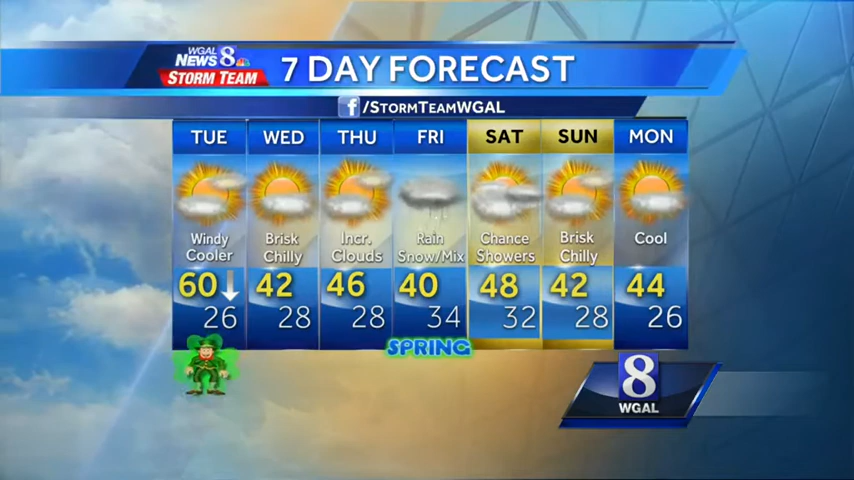 WGAL
NEWS 8
STORM TEAM
7 DAY FORECAST
f/STORMTEAMWGAL
TUE WED THU FRI SAT SUN MON
Windy Brisk Incr. Rain Chance Brisk Cool
Cooler Chilly Clouds Snow/Mix Showers Chilly
60 42 46 40 48 42 44
26 28 28 34 32 28 26
SPRING
8
WGAL